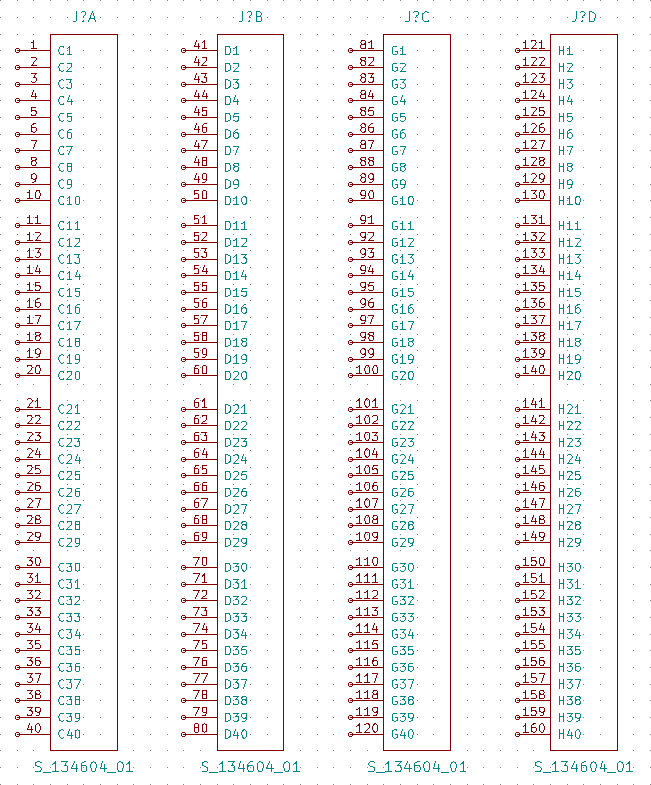 J?A J?B J?C J?D
1 C1 41 D1 81 G1 121 H1
2 C2 42 D2 82 G2 122 H2
3 C3 43 D3 83 G3 123 H3
4 C4 44 D4 84 G4 124 H4
5 C5 45 D5 85 G5 125 H5
6 C6 46 D6 86 G6 126 H6
7 C7 47 D7 87 G7 127 H7
8 C8 48 D8 88 G8 128 H8
9 C9 49 D9 89 G9 129 H9
10 C10 50 D10 90 G10 130 H10
11 C11 51 D11 91 G11 131 H11
12 C12 52 D12 92 G12 132 H12
13 C13 53 D13 93 G13 133 H13
14 C14 54 D14 94 G14 134 H14
15 C15 55 D15 95 G15 135 H15
16 C16 56 D16 96 G16 136 H16
17 C17 57 D17 97 G17 137 H17
18 C18 58 D18 98 G18 138 H18
19 C19 59 D19 99 G19 139 H19
20 C20 60 D20 100 G20 140 H20
21 C21 61 D21 101 G21 141 H21
22 C22 62 D22 102 G22 142 H22
23 C23 63 D23 103 G23 143 H23
24 C24 64 D24 104 G24 144 H24
25 C25 65 D25 105 G25 145 H25
26 C26 66 D26 106 G26 146 H26
27 C27 67 D27 107 G27 147 H27
28 C28 68 D28 108 G28 148 H28
29 C29 69 D29 109 G29 149 H29
30 C30 70 D30 110 G30 150 H30
31 C31 71 D31 111 G31 151 H31
32 C32 72 D32 112 G32 152 H32
33 C33 73 D33 113 G33 153 H33
34 C34 74 D34 114 G34 154 H34
35 C35 75 D35 115 G35 155 H35
36 C36 76 D36 116 G36 156 H36
37 C37 77 D37 117 G37 157 H37
38 C38 78 D38 118 G38 158 H38
39 C39 79 D39 119 G39 159 H39
40 C40 80 D40 120 G40 160 H40
S_134604_01 S_134604_01 S_134604_01 S_134604_01